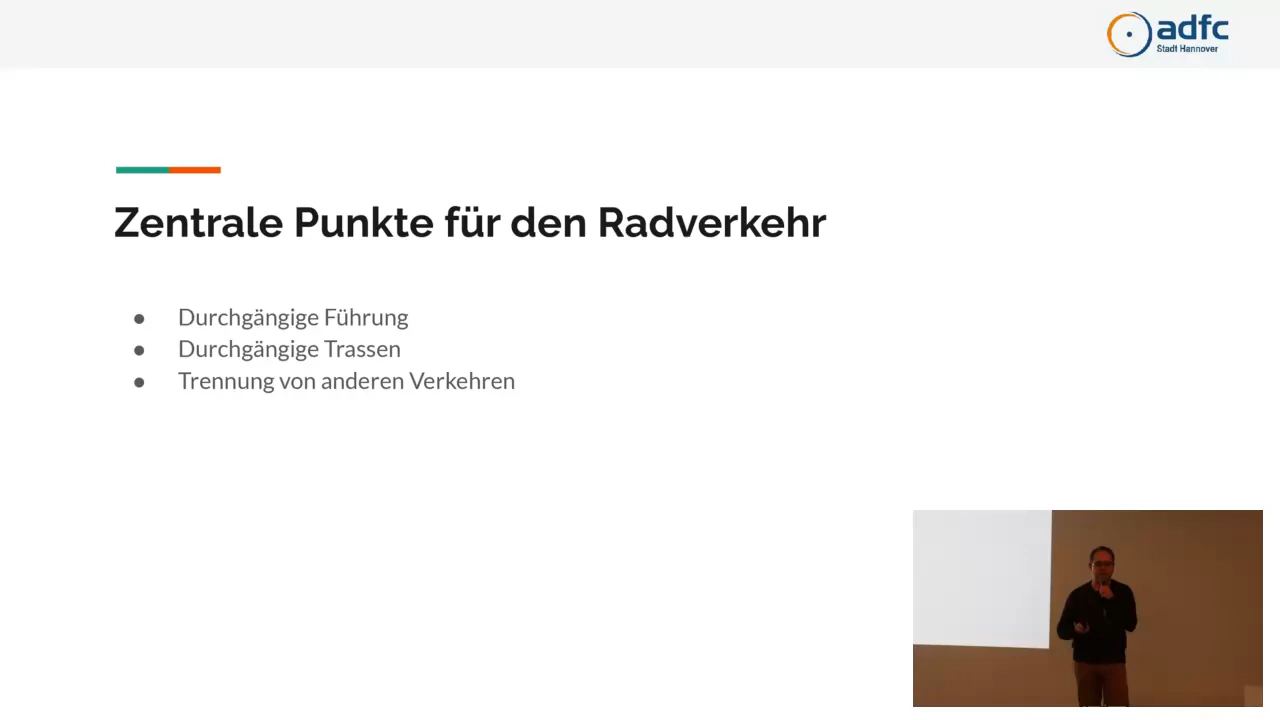 adfc
Stadt Hannover
Zentrale Punkte für den Radverkehr
● Durchgängige Führung
● Durchgängige Trassen
● Trennung von anderen Verkehren